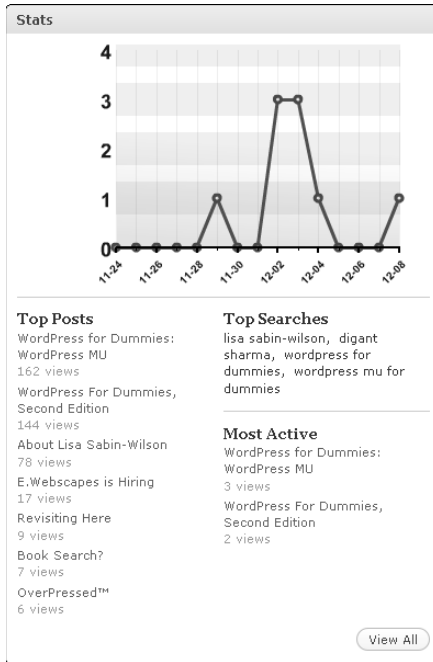 Stats
4
3
2
1
0
11-24 11-26 11-28 11-30 12-02 12-04 12-06 12-08
Top Posts
WordPress for Dummies:
WordPress MU
162 views
WordPress For Dummies,
Second Edition
144 views
About Lisa Sabin-Wilson
78 views
E.Webscapes is Hiring
17 views
Revisiting Here
9 views
Book Search?
7 views
OverPressed™
6 views
Top Searches
lisa sabin-wilson, digant
sharma, wordpress for
dummies, wordpress mu for
dummies
Most Active
WordPress for Dummies:
WordPress MU
3 views
WordPress For Dummies,
Second Edition
2 views
View All